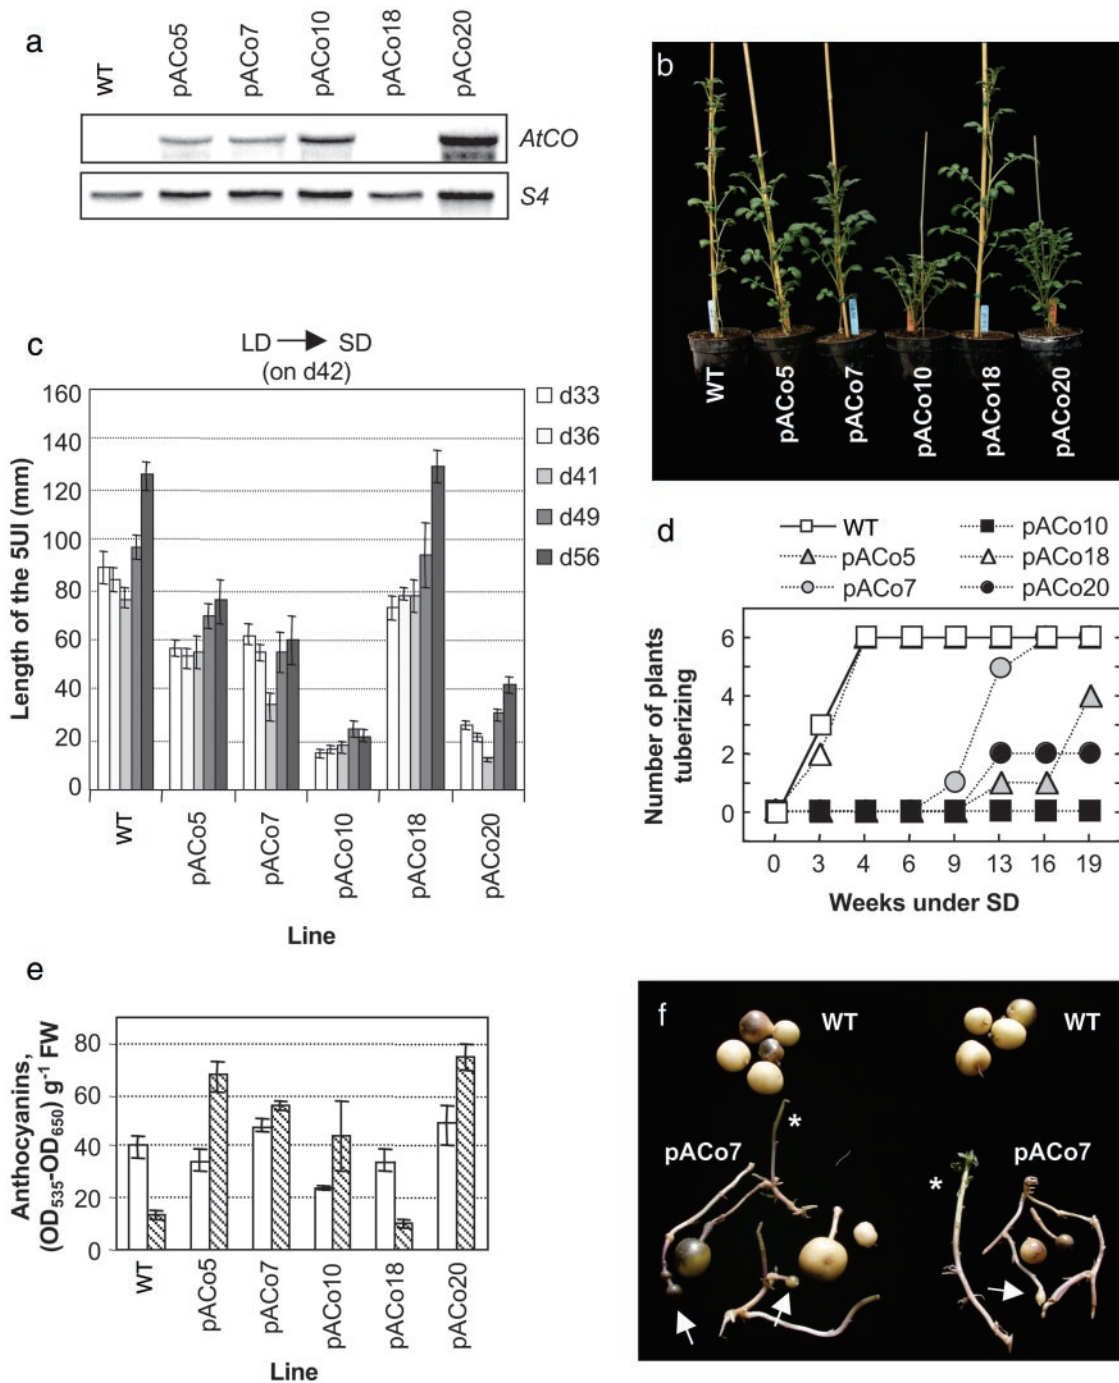 a
WT
pACo5
pACo7
pACo10
pACo18
pACo20
AtCO
S4
b
WT
pACo5
pACo7
pACo10
pACo18
pACo20
c
LD → SD
(on d42)
160
140
120
100
80
60
40
20
0
Length of the 5UI (mm)
d33
d36
d41
d49
d56
WT
pACo5
pACo7
pACo10
pACo18
pACo20
Line
d
WT
pACo5
pACo7
pACo10
pACo18
pACo20
Number of plants
tuberizing
6
4
2
0
0 3 4 6 9 13 16 19
Weeks under SD
e
Anthocyanins,
(OD535-OD650) g-1 FW
80
60
40
20
0
WT
pACo5
pACo7
pACo10
pACo18
pACo20
Line
f
WT
WT
*
pACo7
*
pACo7